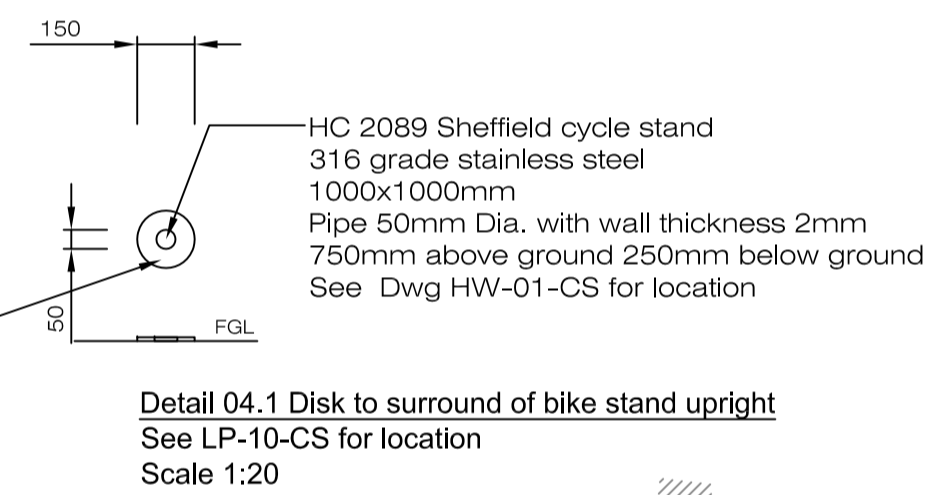 150
HC 2089 Sheffield cycle stand
316 grade stainless steel
1000x1000mm
Pipe 50mm Dia. with wall thickness 2mm
750mm above ground 250mm below ground
See Dwg HW-01-CS for location
50
FGL
Detail 04.1 Disk to surround of bike stand upright
See LP-10-CS for location
Scale 1:20